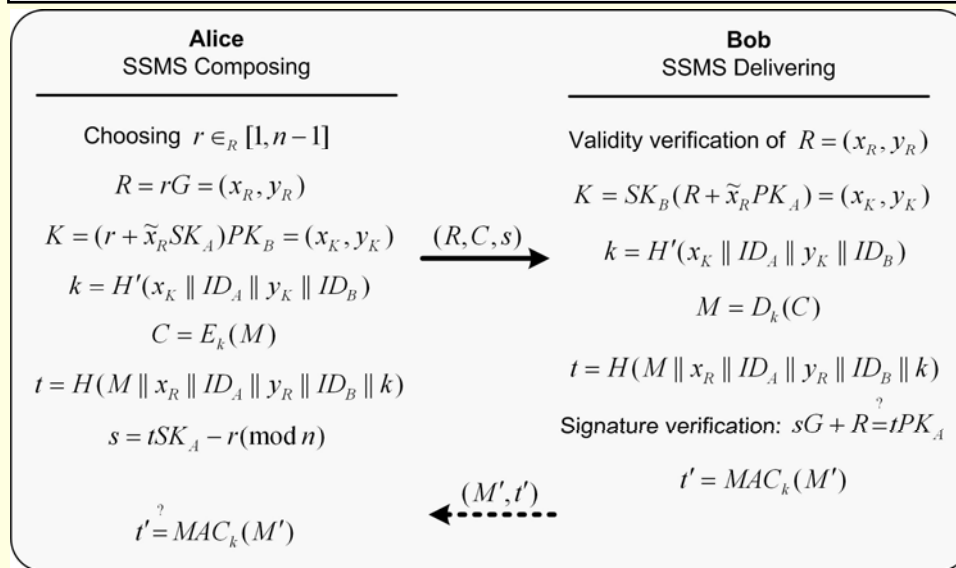 Alice
SSMS Composing
Choosing r ∈_R [1, n−1]
R = rG = (x_R, y_R)
K = (r + x̃_R SK_A)PK_B = (x_K, y_K)
k = H′(x_K || ID_A || y_K || ID_B)
C = E_k(M)
t = H(M || x_R || ID_A || y_R || ID_B || k)
s = tSK_A − r(mod n)
t′ ?= MAC_k(M′)
(R, C, s)
(M′, t′)
Bob
SSMS Delivering
Validity verification of R = (x_R, y_R)
K = SK_B(R + x̃_R PK_A) = (x_K, y_K)
k = H′(x_K || ID_A || y_K || ID_B)
M = D_k(C)
t = H(M || x_R || ID_A || y_R || ID_B || k)
Signature verification: sG + R ?= tPK_A
t′ = MAC_k(M′)